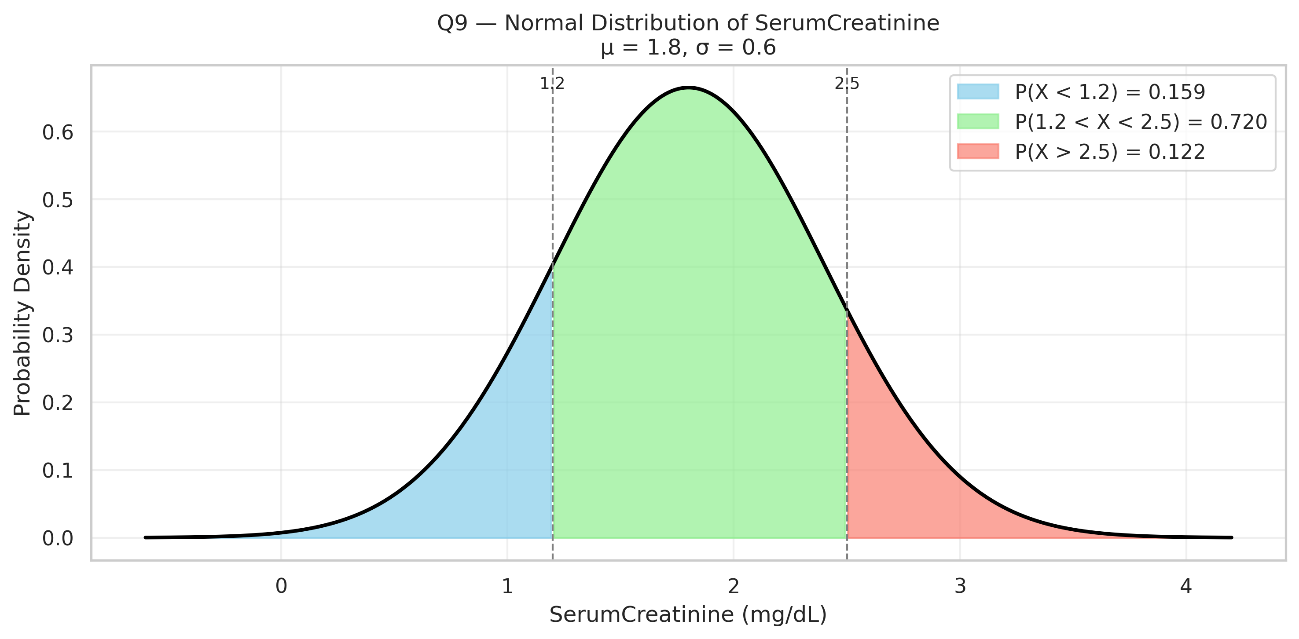 Q9 — Normal Distribution of SerumCreatinine
μ = 1.8, σ = 0.6
1.2
2.5
P(X < 1.2) = 0.159
P(1.2 < X < 2.5) = 0.720
P(X > 2.5) = 0.122
Probability Density
0.6
0.5
0.4
0.3
0.2
0.1
0.0
0 1 2 3 4
SerumCreatinine (mg/dL)